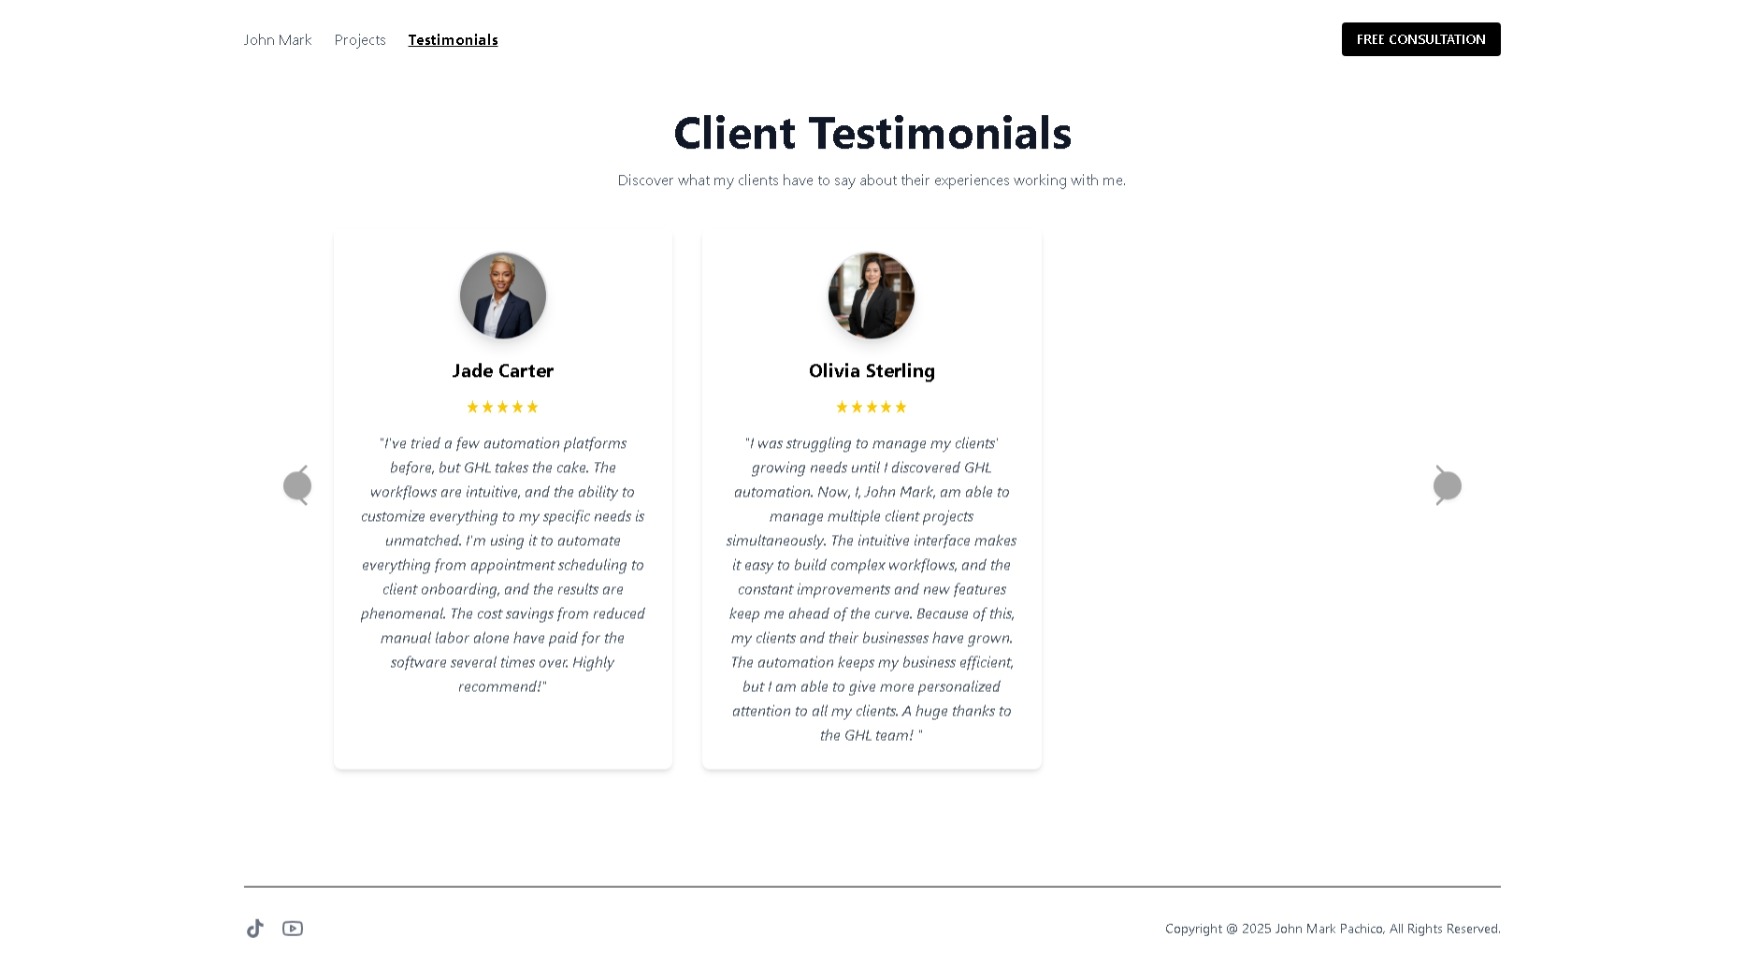 John Mark Projects Testimonials FREE CONSULTATION
Client Testimonials
Discover what my clients have to say about their experiences working with me.
Jade Carter
★★★★★
"I've tried a few automation platforms
before, but GHL takes the cake. The
workflows are intuitive, and the ability to
customize everything to my specific needs is
unmatched. I'm using it to automate
everything from appointment scheduling to
client onboarding, and the results are
phenomenal. The cost savings from reduced
manual labor alone have paid for the
software several times over. Highly
recommend!"
Olivia Sterling
★★★★★
"I was struggling to manage my clients'
growing needs until I discovered GHL
automation. Now, I, John Mark, am able to
manage multiple client projects
simultaneously. The intuitive interface makes
it easy to build complex workflows, and the
constant improvements and new features
keep me ahead of the curve. Because of this,
my clients and their businesses have grown.
The automation keeps my business efficient,
but I am able to give more personalized
attention to all my clients. A huge thanks to
the GHL team! "
Copyright @ 2025 John Mark Pachico, All Rights Reserved.